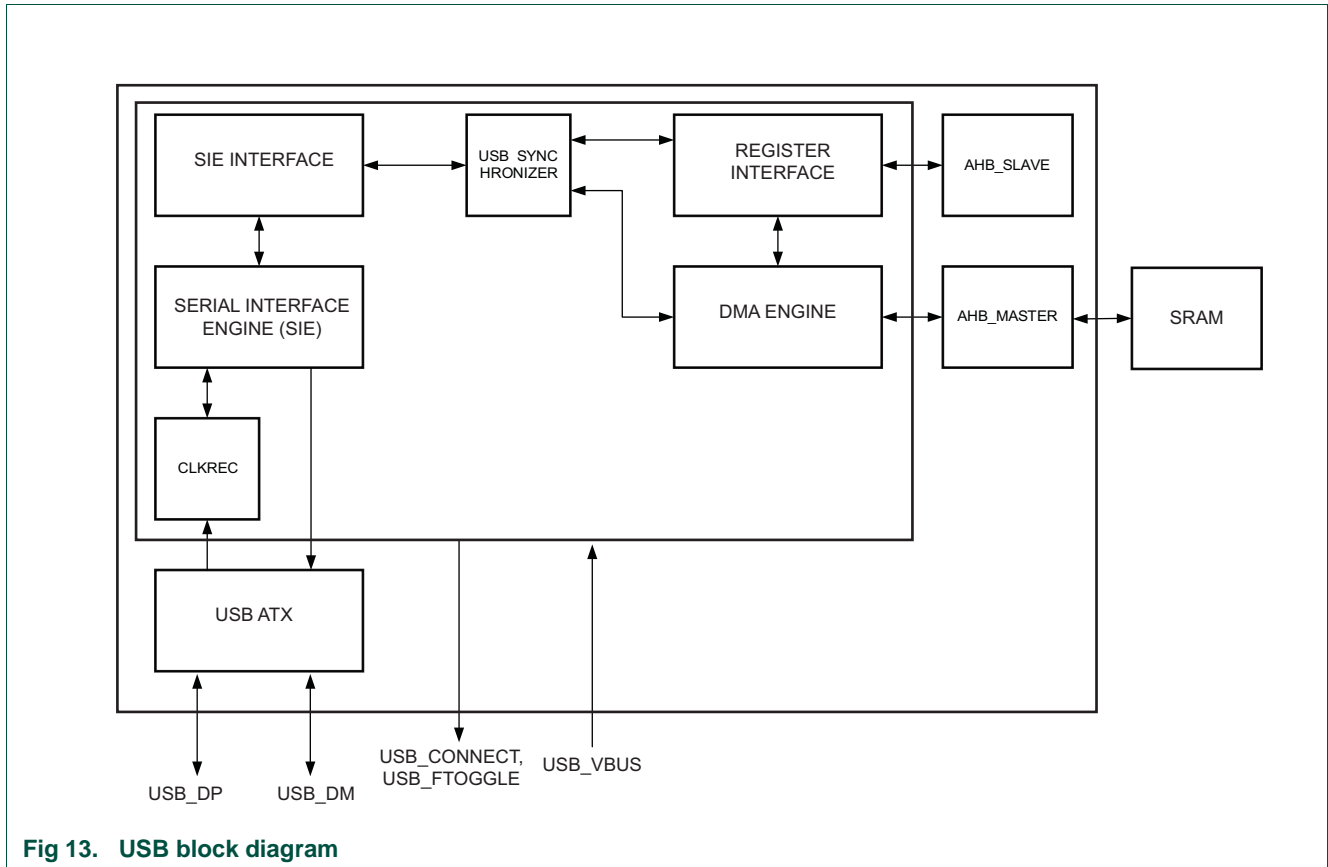 SIE INTERFACE
USB SYNC
HRONIZER
REGISTER
INTERFACE
AHB_SLAVE
SERIAL INTERFACE
ENGINE (SIE)
DMA ENGINE
AHB_MASTER
SRAM
CLKREC
USB ATX
USB_DP
USB_DM
USB_CONNECT,
USB_FTOGGLE
USB_VBUS
Fig 13. USB block diagram